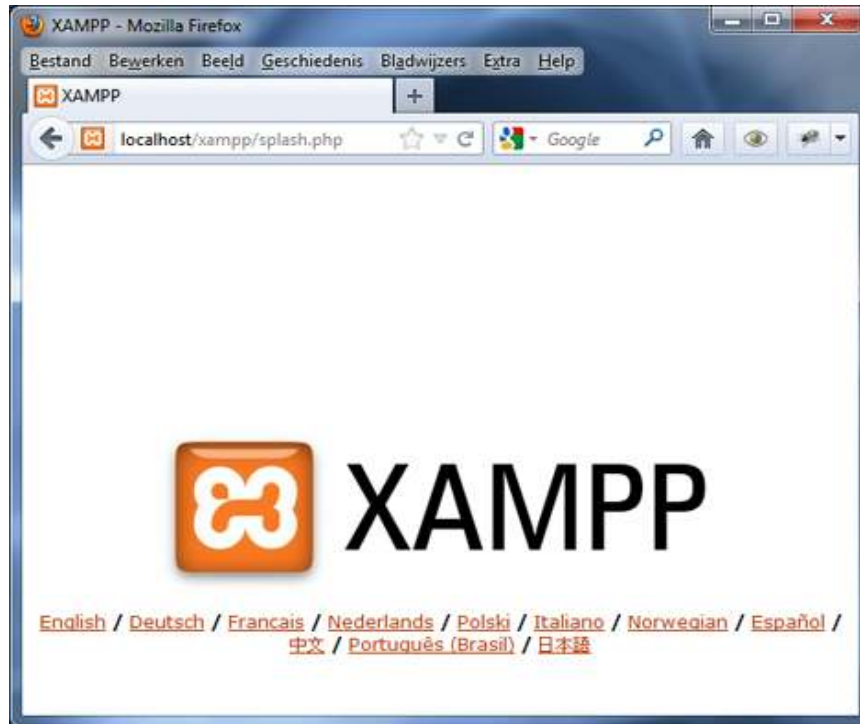 XAMPP - Mozilla Firefox
Bestand Bewerken Beeld Geschiedenis Bladwijzers Extra Help
XAMPP
localhost/xampp/splash.php Google
XAMPP
English / Deutsch / Francais / Nederlands / Polski / Italiano / Norwegian / Español /
中文 / Português (Brasil) / 日本語